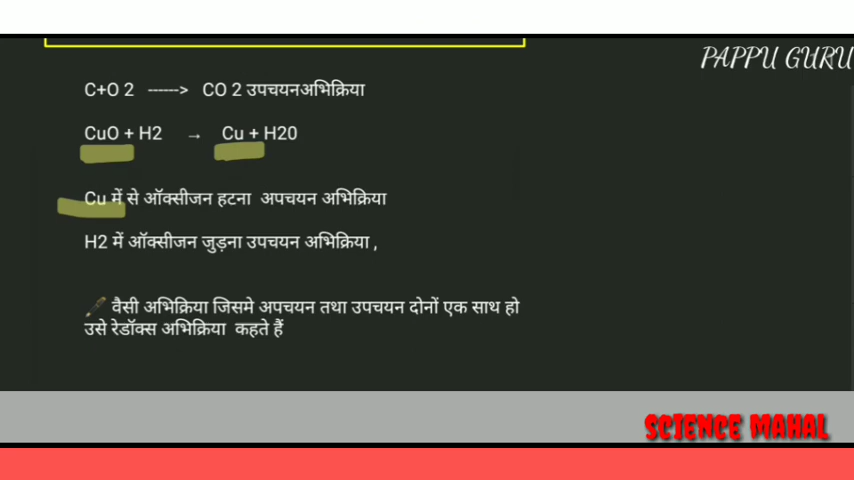 PAPPU GURU
C+O 2 ------> CO 2 उपचयनअभिक्रिया
CuO + H2 → Cu + H20
Cu में से ऑक्सीजन हटना अपचयन अभिक्रिया
H2 में ऑक्सीजन जुड़ना उपचयन अभिक्रिया ,
वैसी अभिक्रिया जिसमे अपचयन तथा उपचयन दोनों एक साथ हो
उसे रेडॉक्स अभिक्रिया कहते हैं
SCIENCE MAHAL